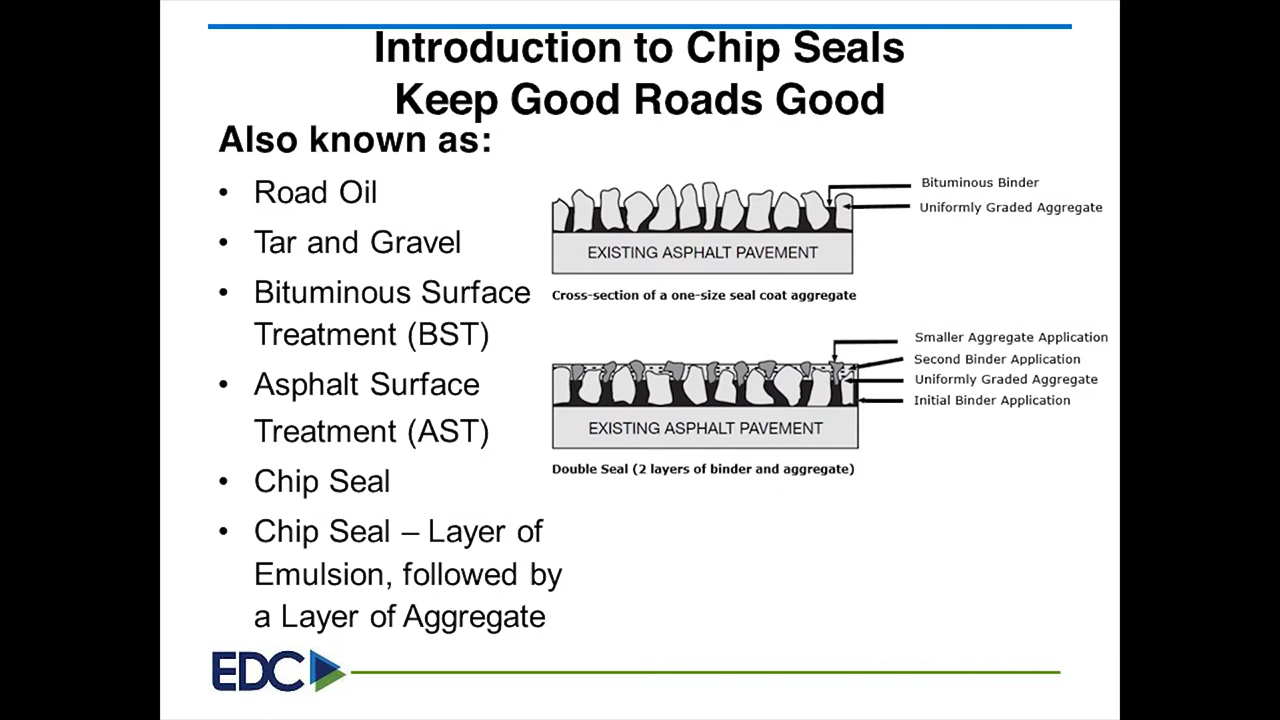 Introduction to Chip Seals
Keep Good Roads Good
Also known as:
• Road Oil
• Tar and Gravel
• Bituminous Surface
Treatment (BST)
• Asphalt Surface
Treatment (AST)
• Chip Seal
• Chip Seal – Layer of
Emulsion, followed by
a Layer of Aggregate
Bituminous Binder
Uniformly Graded Aggregate
EXISTING ASPHALT PAVEMENT
Cross-section of a one-size seal coat aggregate
Smaller Aggregate Application
Second Binder Application
Uniformly Graded Aggregate
Initial Binder Application
EXISTING ASPHALT PAVEMENT
Double Seal (2 layers of binder and aggregate)
EDC